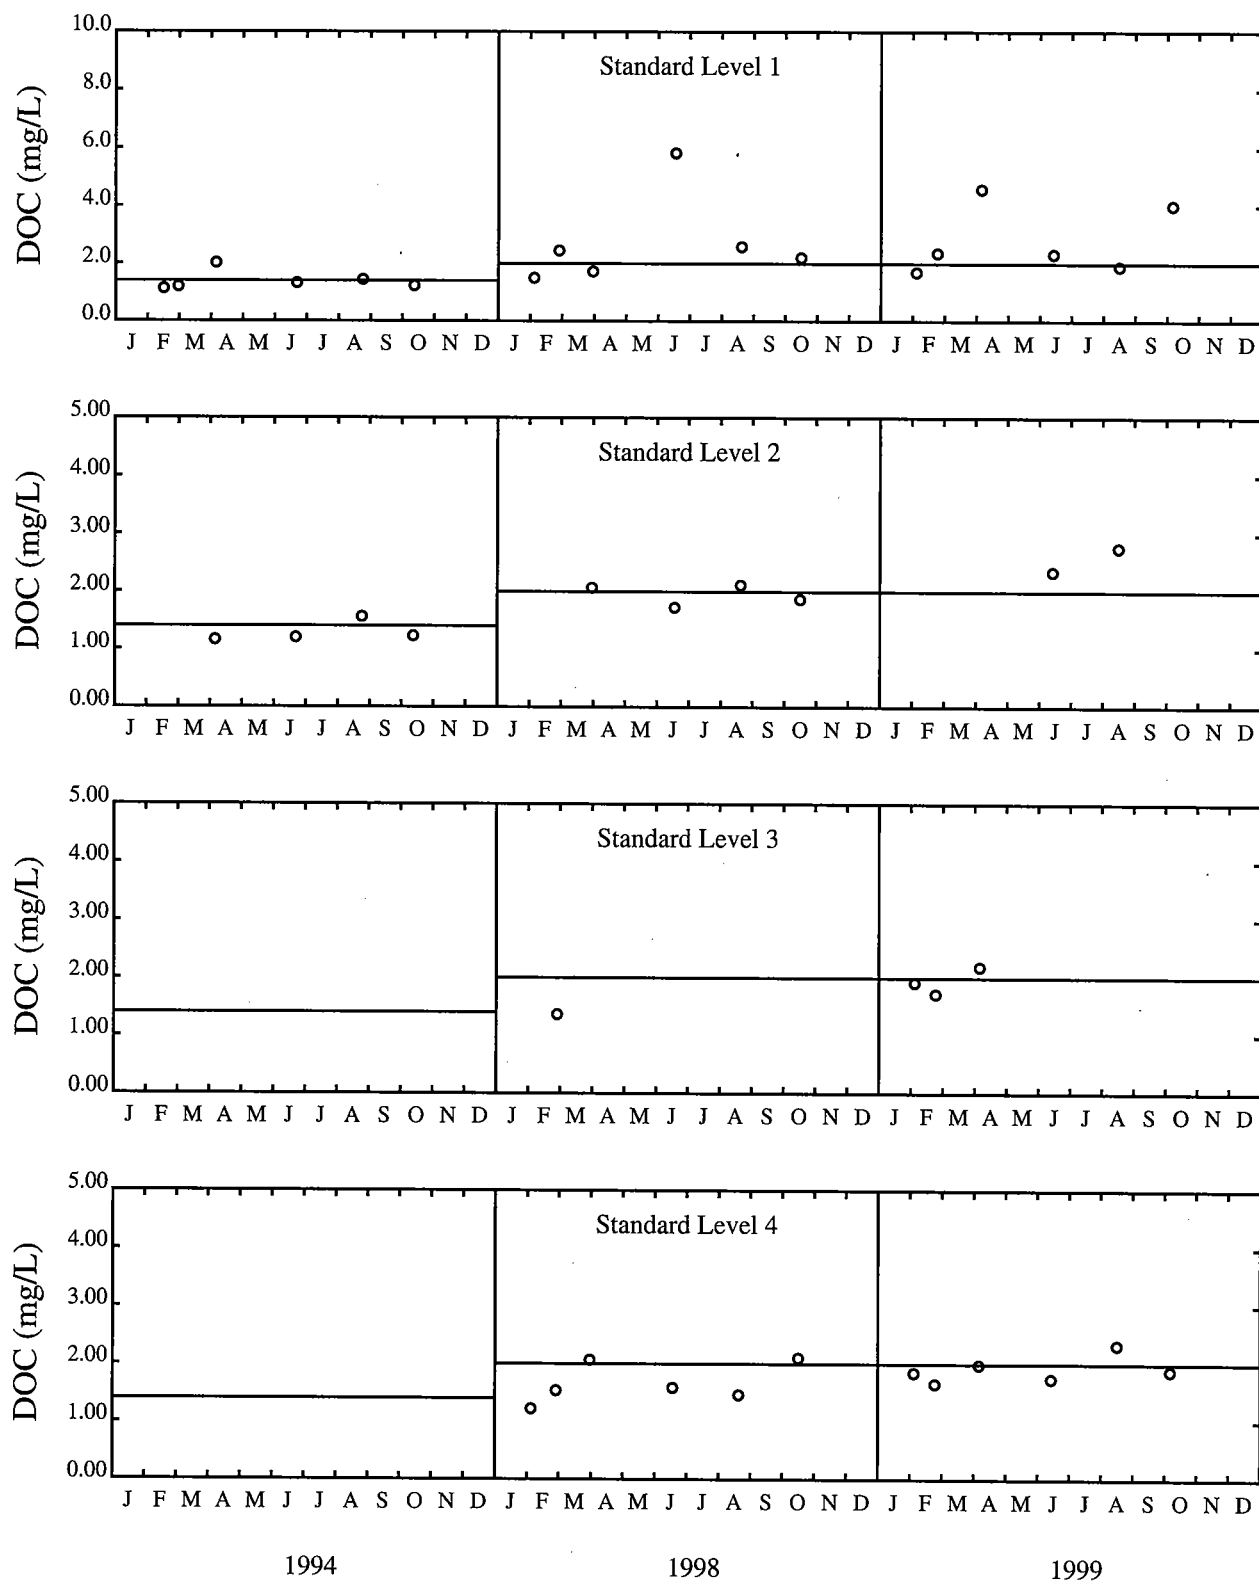 10.0
8.0
6.0
4.0
2.0
0.0
DOC (mg/L)
Standard Level 1
J F M A M J J A S O N D J F M A M J J A S O N D J F M A M J J A S O N D
5.00
4.00
3.00
2.00
1.00
0.00
DOC (mg/L)
Standard Level 2
J F M A M J J A S O N D J F M A M J J A S O N D J F M A M J J A S O N D
5.00
4.00
3.00
2.00
1.00
0.00
DOC (mg/L)
Standard Level 3
J F M A M J J A S O N D J F M A M J J A S O N D J F M A M J J A S O N D
5.00
4.00
3.00
2.00
1.00
0.00
DOC (mg/L)
Standard Level 4
J F M A M J J A S O N D J F M A M J J A S O N D J F M A M J J A S O N D
1994 1998 1999